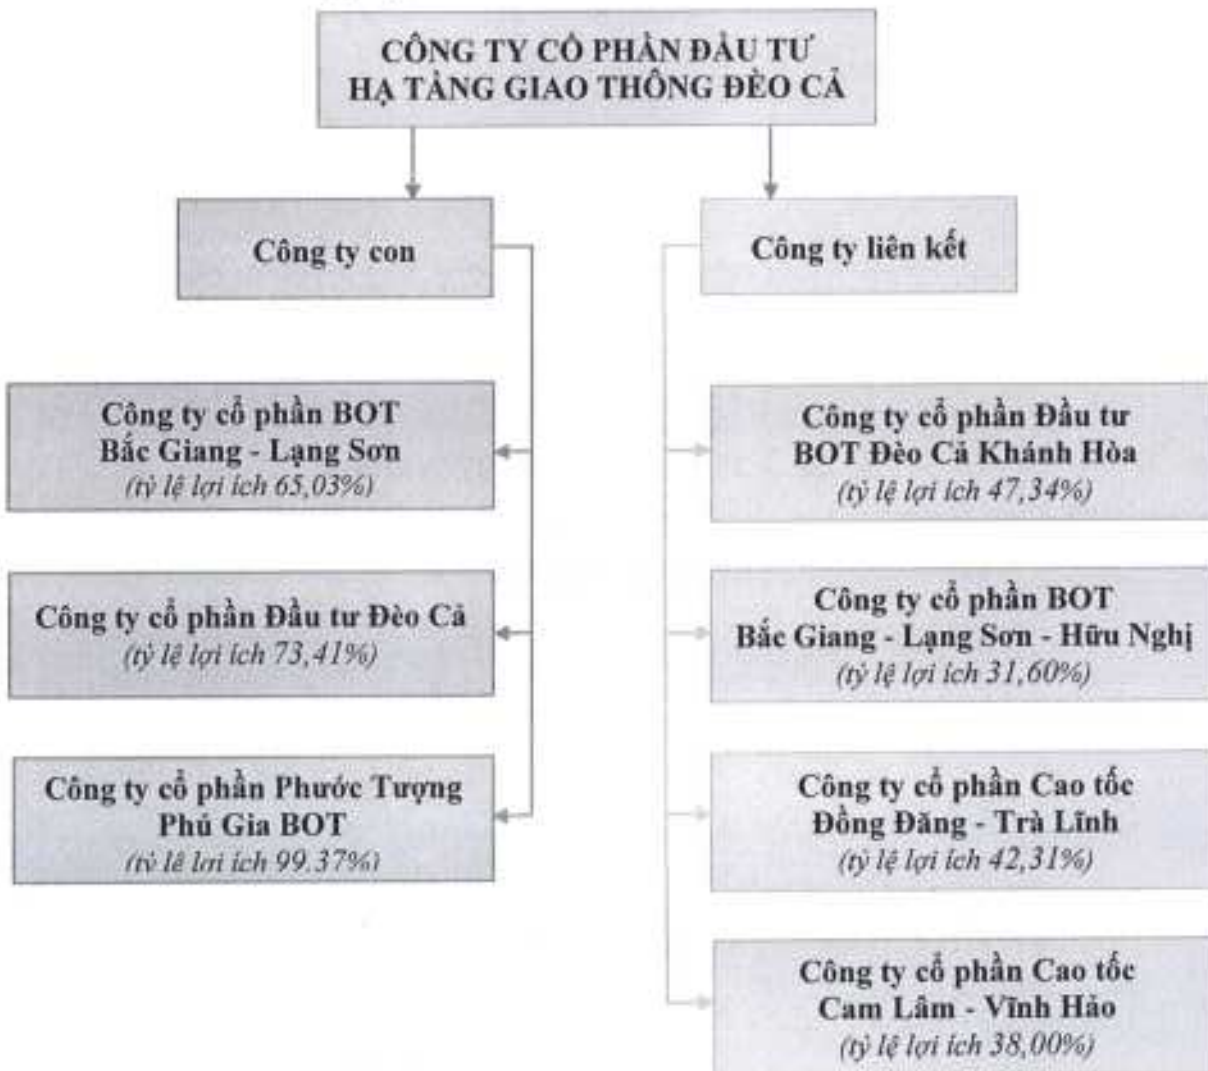 CÔNG TY CỔ PHẦN ĐẦU TƯ
HẠ TẦNG GIAO THÔNG ĐÈO CẢ
Công ty con
Công ty liên kết
Công ty cổ phần BOT
Bắc Giang - Lạng Sơn
(tỷ lệ lợi ích 65,03%)
Công ty cổ phần Đầu tư Đèo Cả
(tỷ lệ lợi ích 73,41%)
Công ty cổ phần Phước Tượng
Phú Gia BOT
(tỷ lệ lợi ích 99.37%)
Công ty cổ phần Đầu tư
BOT Đèo Cả Khánh Hòa
(tỷ lệ lợi ích 47,34%)
Công ty cổ phần BOT
Bắc Giang - Lạng Sơn - Hữu Nghị
(tỷ lệ lợi ích 31,60%)
Công ty cổ phần Cao tốc
Đồng Đăng - Trà Lĩnh
(tỷ lệ lợi ích 42,31%)
Công ty cổ phần Cao tốc
Cam Lâm - Vĩnh Hảo
(tỷ lệ lợi ích 38,00%)